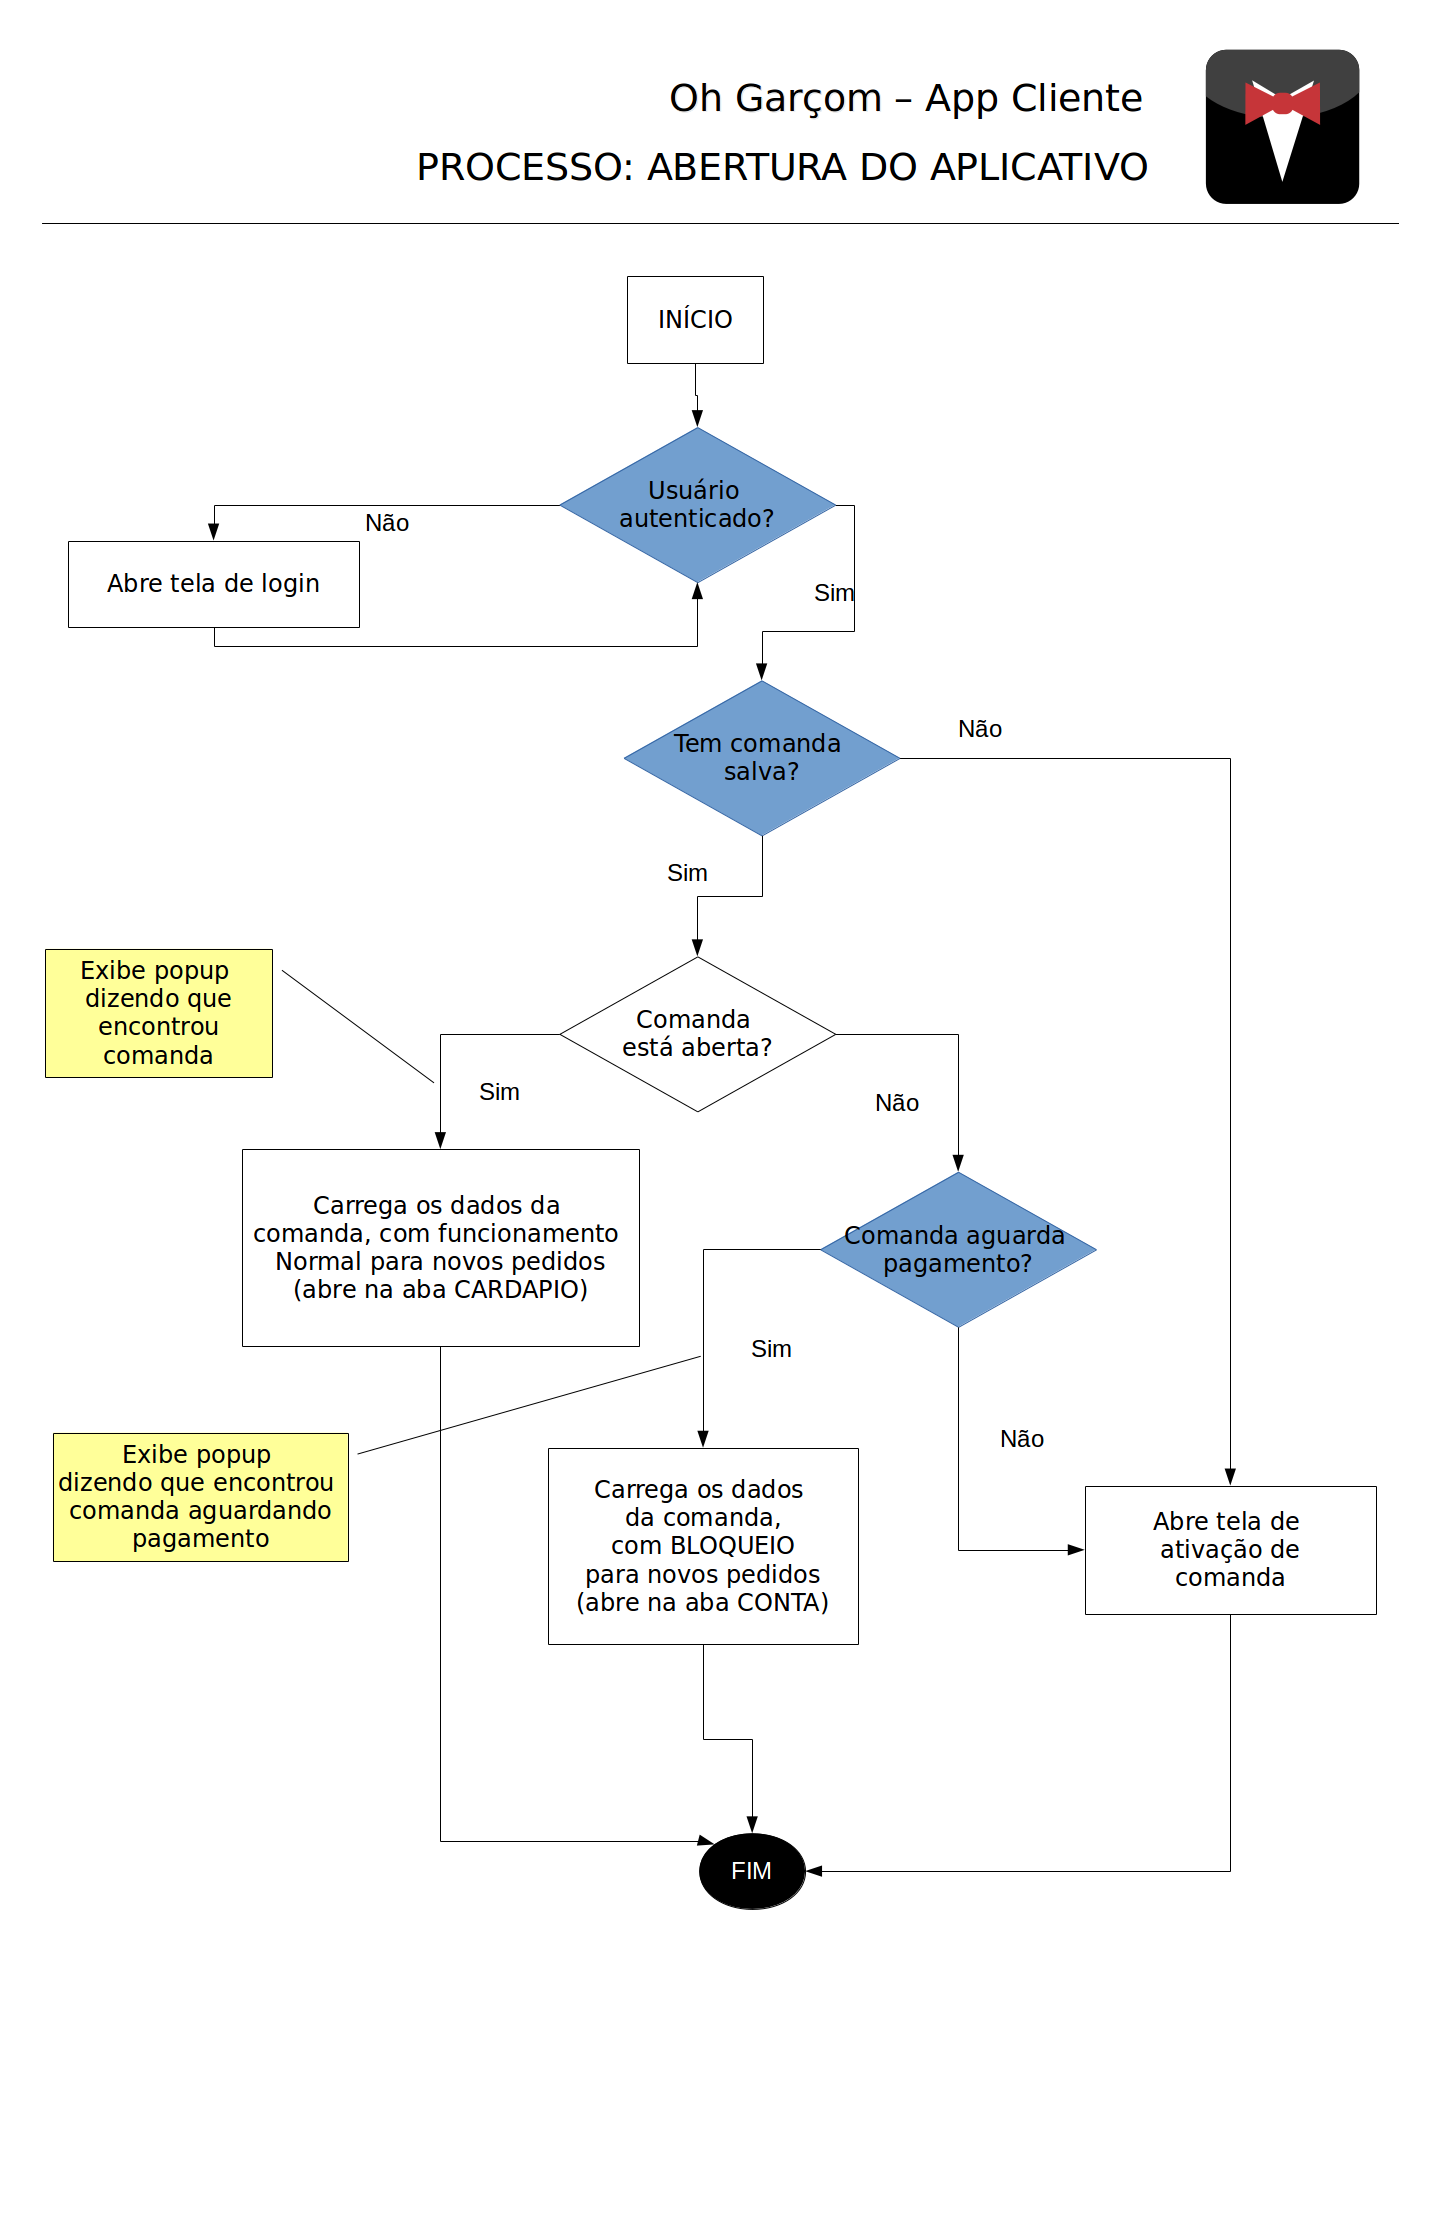 Oh Garçom – App Cliente
PROCESSO: ABERTURA DO APLICATIVO
INÍCIO
Usuário
autenticado?
Não
Abre tela de login
Sim
Tem comanda
salva?
Não
Sim
Exibe popup
dizendo que
encontrou
comanda
Comanda
está aberta?
Sim
Não
Carrega os dados da
comanda, com funcionamento
Normal para novos pedidos
(abre na aba CARDAPIO)
Comanda aguarda
pagamento?
Sim
Não
Exibe popup
dizendo que encontrou
comanda aguardando
pagamento
Carrega os dados
da comanda,
com BLOQUEIO
para novos pedidos
(abre na aba CONTA)
Abre tela de
ativação de
comanda
FIM